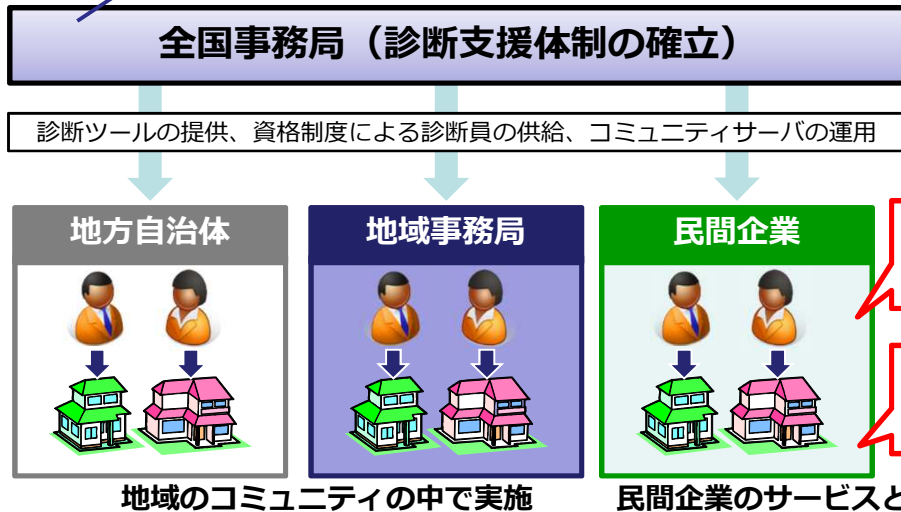 全国事務局（診断支援体制の確立）
診断ツールの提供、資格制度による診断員の供給、コミュニティサーバの運用
地方自治体
地域事務局
民間企業
地域のコミュニティの中で実施
民間企業のサービスと